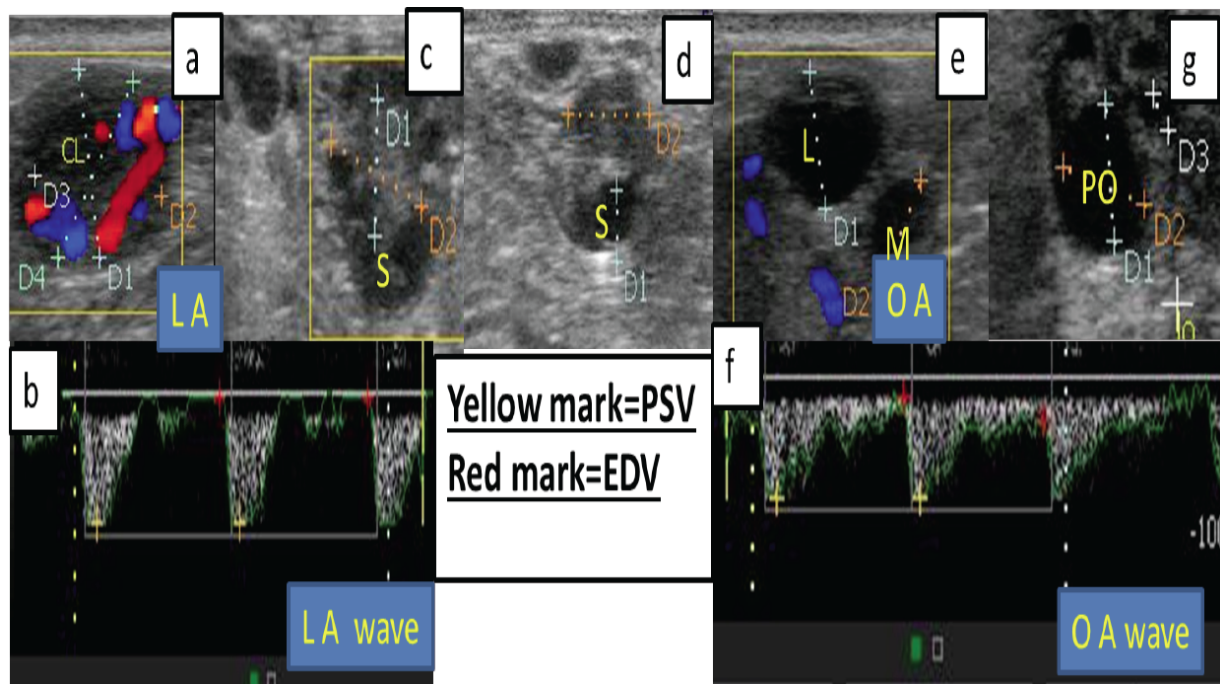 a
CL
D3
D2
D4
D1
L A
c
D1
D2
S
d
D2
S
D1
e
L
D1
M
D2
O A
g
D3
PO
D2
D1
b
L A wave
Yellow mark=PSV
Red mark=EDV
f
-100
O A wave